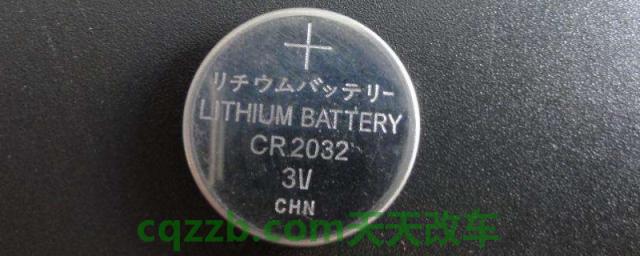 +
リチウムバッテリー
LITHIUM BATTERY
CR2032
3V
CHN
cqzzb.com天天改车